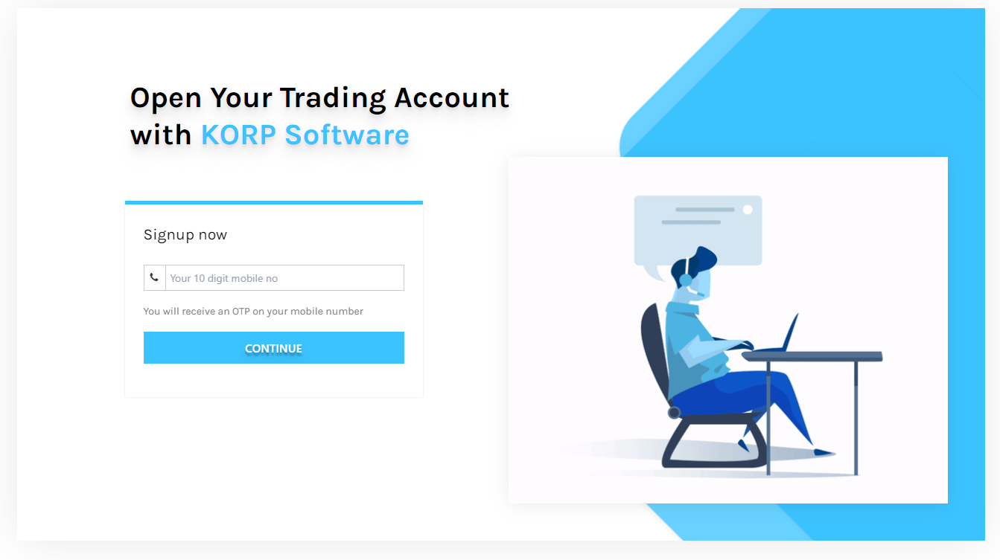 Open Your Trading Account
with KORP Software
Signup now
Your 10 digit mobile no
You will receive an OTP on your mobile number
CONTINUE